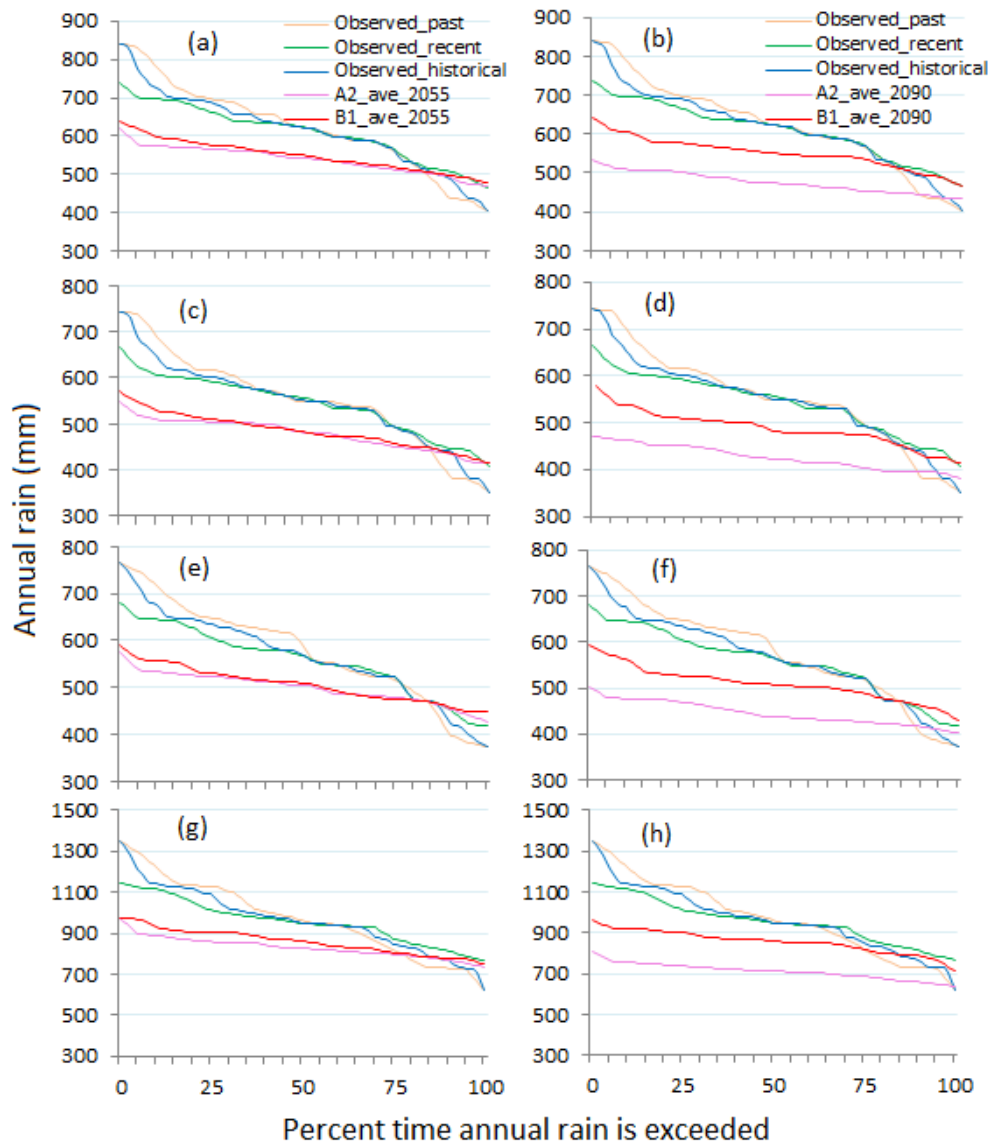 900
800
700
600
500
400
300
(a)
Observed_past
Observed_recent
Observed_historical
A2_ave_2055
B1_ave_2055
900
800
700
600
500
400
300
(b)
Observed_past
Observed_recent
Observed_historical
A2_ave_2090
B1_ave_2090
800
700
600
500
400
300
(c)
800
700
600
500
400
300
(d)
800
700
600
500
400
300
(e)
800
700
600
500
400
300
(f)
1500
1300
1100
900
700
500
300
(g)
0 25 50 75 100
1500
1300
1100
900
700
500
300
(h)
0 25 50 75 100
Annual rain (mm)
Percent time annual rain is exceeded